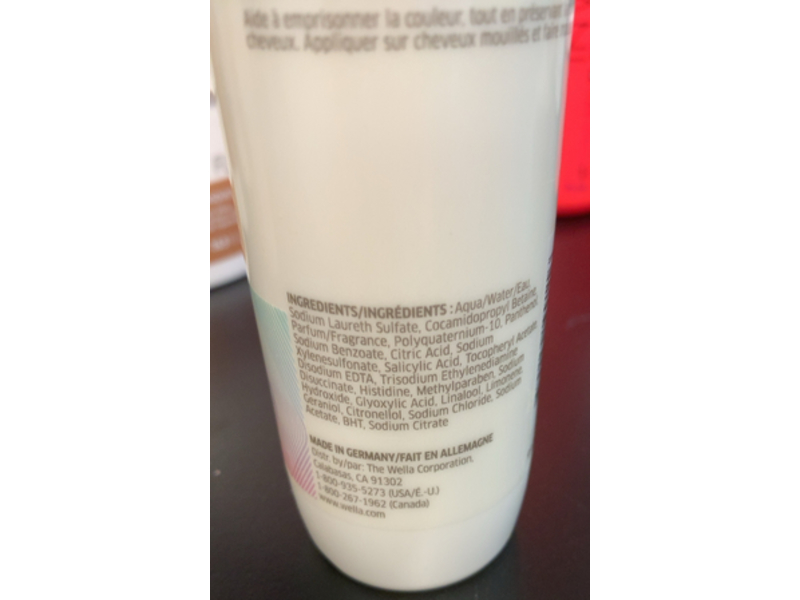 Aide à emprisonner la couleur, tout en préservant
cheveux. Appliquer sur cheveux mouillés et faire
INGREDIENTS/INGRÉDIENTS : Aqua/Water/Eau,
Sodium Laureth Sulfate, Cocamidopropyl Betaine,
Parfum/Fragrance, Polyquaternium-10, Panthenol,
Sodium Benzoate, Citric Acid, Sodium
Xylenesulfonate, Salicylic Acid, Tocopheryl Acetate,
Disodium EDTA, Trisodium Ethylenediamine
Disuccinate, Histidine, Methylparaben, Sodium
Hydroxide, Glyoxylic Acid, Linalool, Limonene,
Geraniol, Citronellol, Sodium Chloride, Sodium
Acetate, BHT, Sodium Citrate
MADE IN GERMANY/FAIT EN ALLEMAGNE
Distr. by/par: The Wella Corporation,
Calabasas, CA 91302
1-800-935-5273 (USA/É.-U.)
1-800-267-1962 (Canada)
www.wella.com